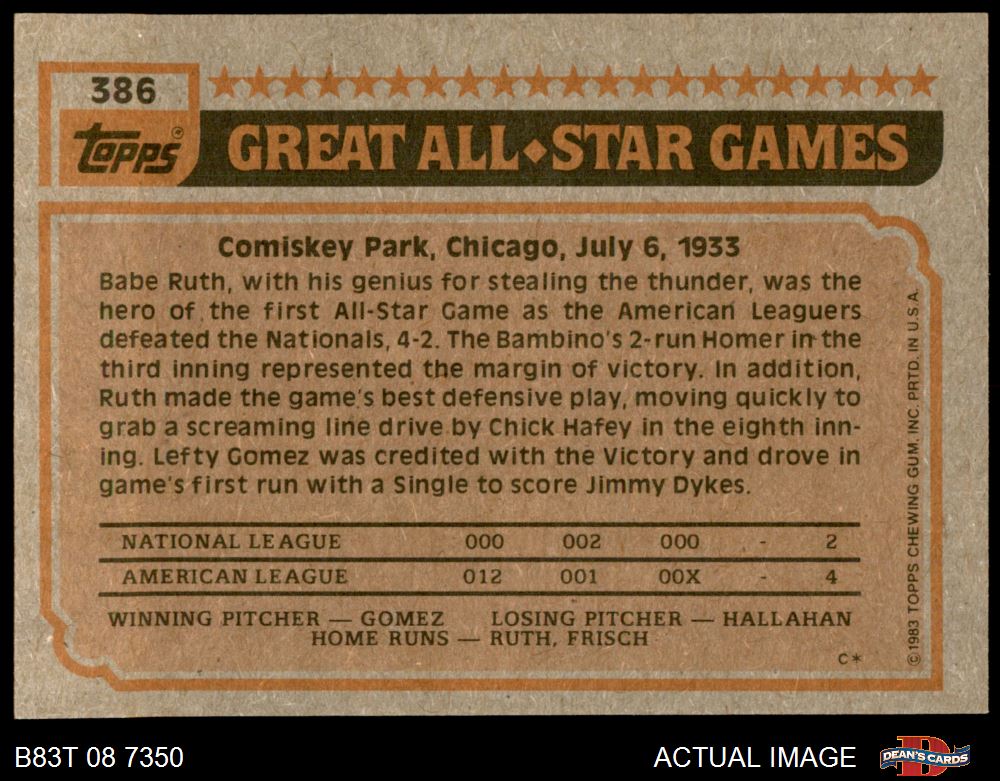 386
topps®
GREAT ALL◆STAR GAMES
Comiskey Park, Chicago, July 6, 1933
Babe Ruth, with his genius for stealing the thunder, was the
hero of the first All-Star Game as the American Leaguers
defeated the Nationals, 4-2. The Bambino's 2-run Homer in the
third inning represented the margin of victory. In addition,
Ruth made the game's best defensive play, moving quickly to
grab a screaming line drive by Chick Hafey in the eighth inn-
ing. Lefty Gomez was credited with the Victory and drove in
game's first run with a Single to score Jimmy Dykes.
NATIONAL LEAGUE 000 002 000 - 2
AMERICAN LEAGUE 012 001 00X - 4
WINNING PITCHER — GOMEZ LOSING PITCHER — HALLAHAN
HOME RUNS — RUTH, FRISCH
C*
©1983 TOPPS CHEWING GUM, INC. PRTD. IN U.S.A.
B83T 08 7350
ACTUAL IMAGE
D
DEAN'S CARDS